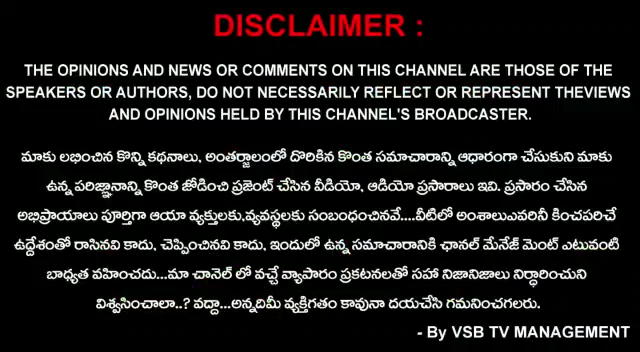 DISCLAIMER :
THE OPINIONS AND NEWS OR COMMENTS ON THIS CHANNEL ARE THOSE OF THE
SPEAKERS OR AUTHORS, DO NOT NECESSARILY REFLECT OR REPRESENT THEVIEWS
AND OPINIONS HELD BY THIS CHANNEL'S BROADCASTER.
మాకు లభించిన కొన్ని కథనాలు, అంతర్జాలంలో దొరికిన కొంత సమాచారాన్ని ఆధారంగా చేసుకుని మాకు
ఉన్న పరిజ్ఞానాన్ని కొంత జోడించి ప్రజెంట్ చేసిన వీడియో, ఆడియో ప్రసారాలు ఇవి. ప్రసారం చేసిన
అభిప్రాయాలు పూర్తిగా ఆయా వ్యక్తులకు,వ్యవస్థలకు సంబంధంచినవే....వీటిలో అంశాలుఎవరినీ కించపరిచే
ఉద్దేశంతో రాసినవి కాదు, చెప్పించినవి కాదు, ఇందులో ఉన్న సమాచారానికి ఛానల్ మేనేజ్ మెంట్ ఎటువంటి
బాధ్యత వహించదు...మా చానెల్ లో వచ్చే వ్యాపారం ప్రకటనలతో సహా నిజానిజాలు నిర్ధారించుని
విశ్వసించాలా..? వద్దా...అన్నదిమీ వ్యక్తిగతం కావునా దయచేసి గమనించగలరు.
- By VSB TV MANAGEMENT